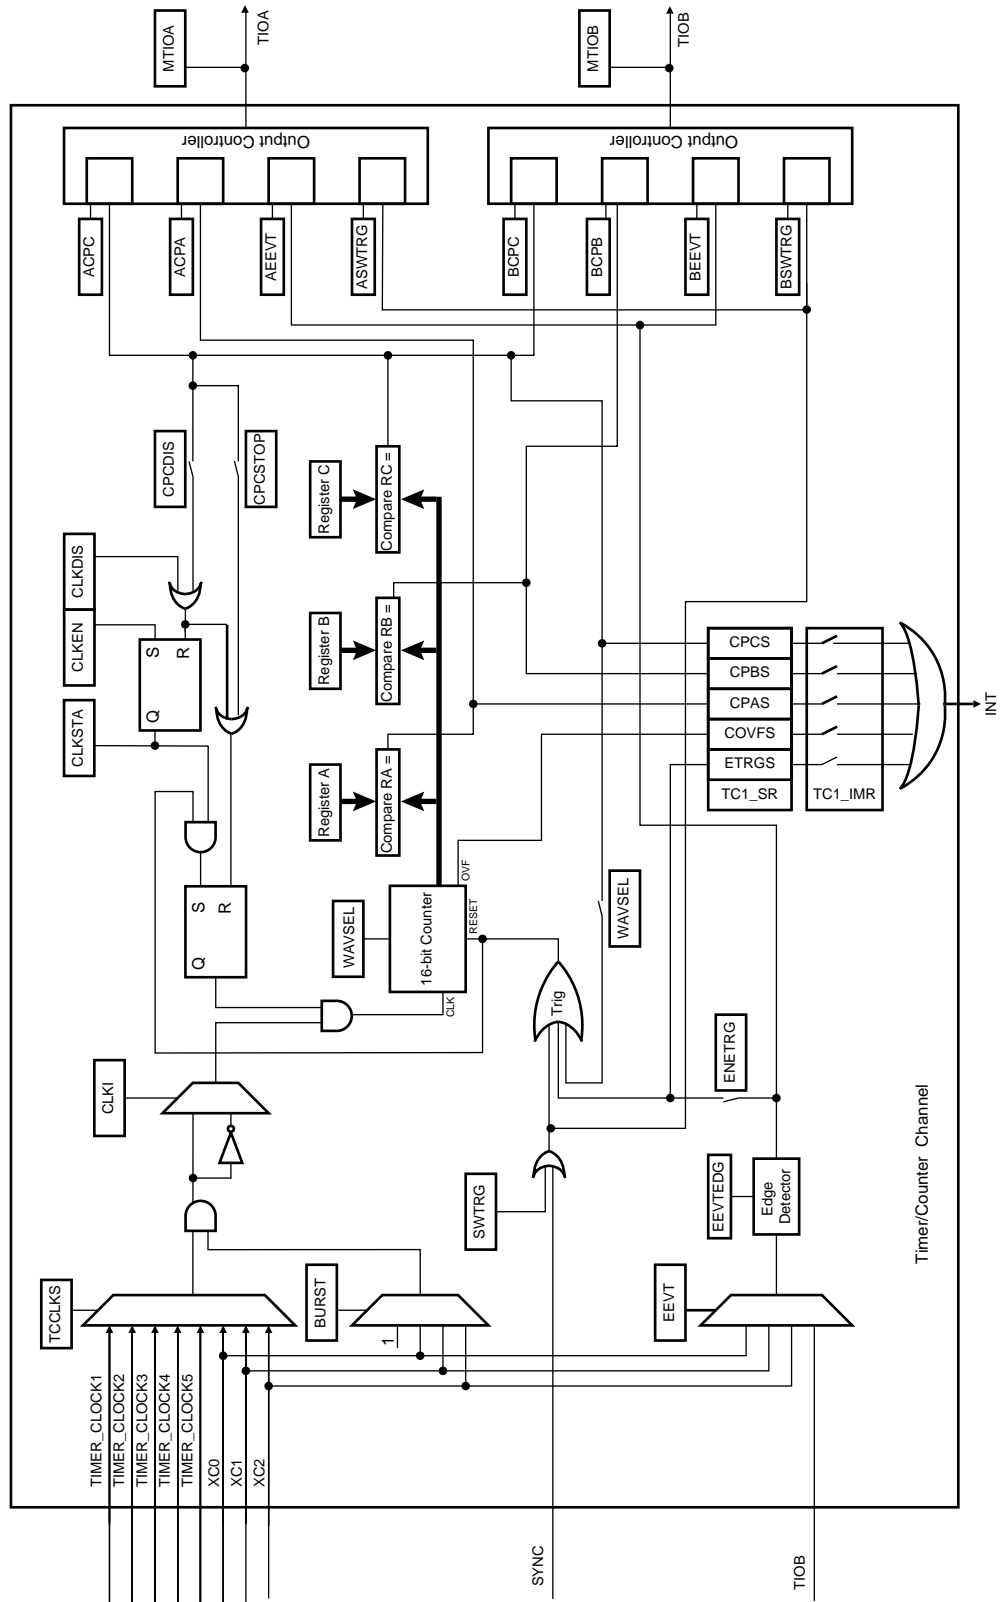 TIMER_CLOCK1
TIMER_CLOCK2
TIMER_CLOCK3
TIMER_CLOCK4
TIMER_CLOCK5
XC0
XC1
XC2
TCCLKS
CLKI
CLKSTA
CLKEN
CLKDIS
Q
S
R
Q
S
R
CPCDIS
CPCSTOP
ACPC
ACPA
AEEVT
ASWTRG
Output Controller
MTIOA
TIOA
BURST
1
WAVSEL
16-bit Counter
CLK
RESET
OVF
Register A
Register B
Register C
Compare RA =
Compare RB =
Compare RC =
BCPC
BCPB
BEEVT
BSWTRG
Output Controller
MTIOB
TIOB
SYNC
SWTRG
Trig
WAVSEL
EEVT
EEVTEDG
Edge
Detector
ENETRG
TIOB
CPCS
CPBS
CPAS
COVFS
ETRGS
TC1_SR
TC1_IMR
INT
Timer/Counter Channel